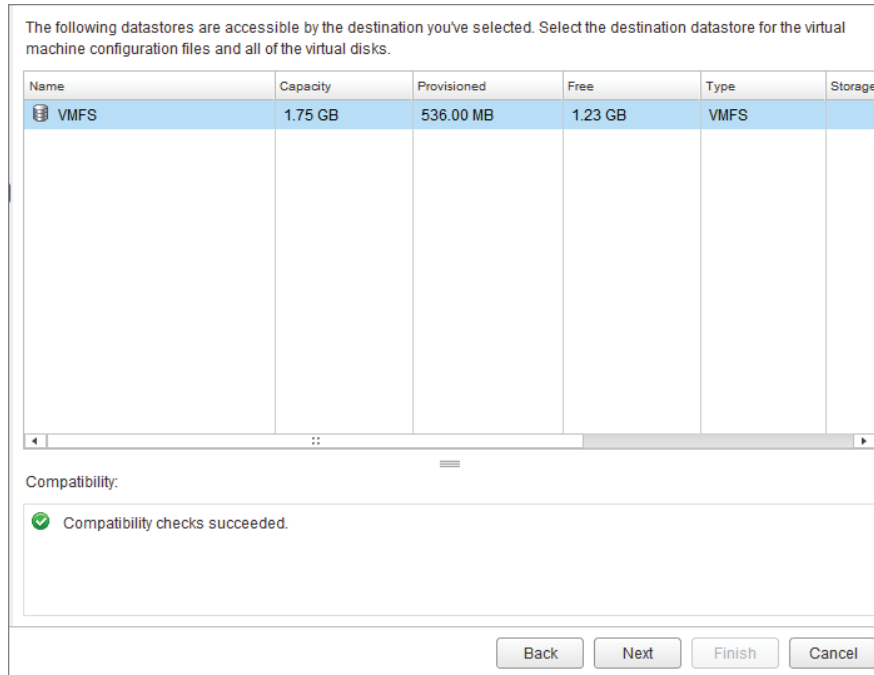 The following datastores are accessible by the destination you've selected. Select the destination datastore for the virtual
machine configuration files and all of the virtual disks.
Name Capacity Provisioned Free Type Storage
VMFS 1.75 GB 536.00 MB 1.23 GB VMFS
Compatibility:
Compatibility checks succeeded.
Back Next Finish Cancel